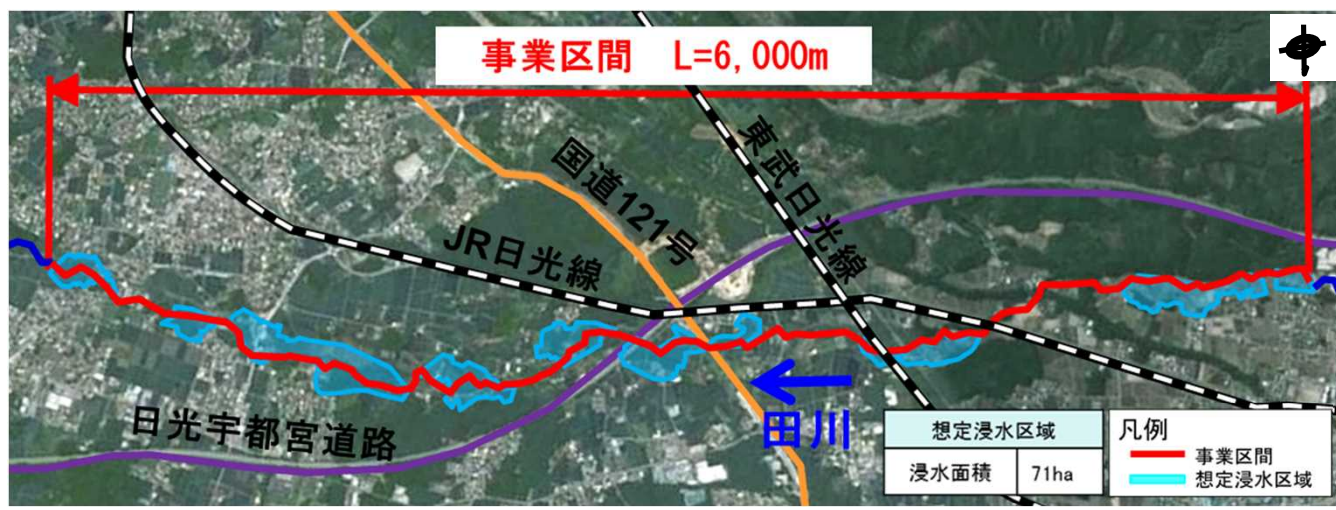 事業区間 L=6,000m
東武日光線
国道121号
JR日光線
日光宇都宮道路
田川
想定浸水区域
浸水面積 71ha
凡例
事業区間
想定浸水区域